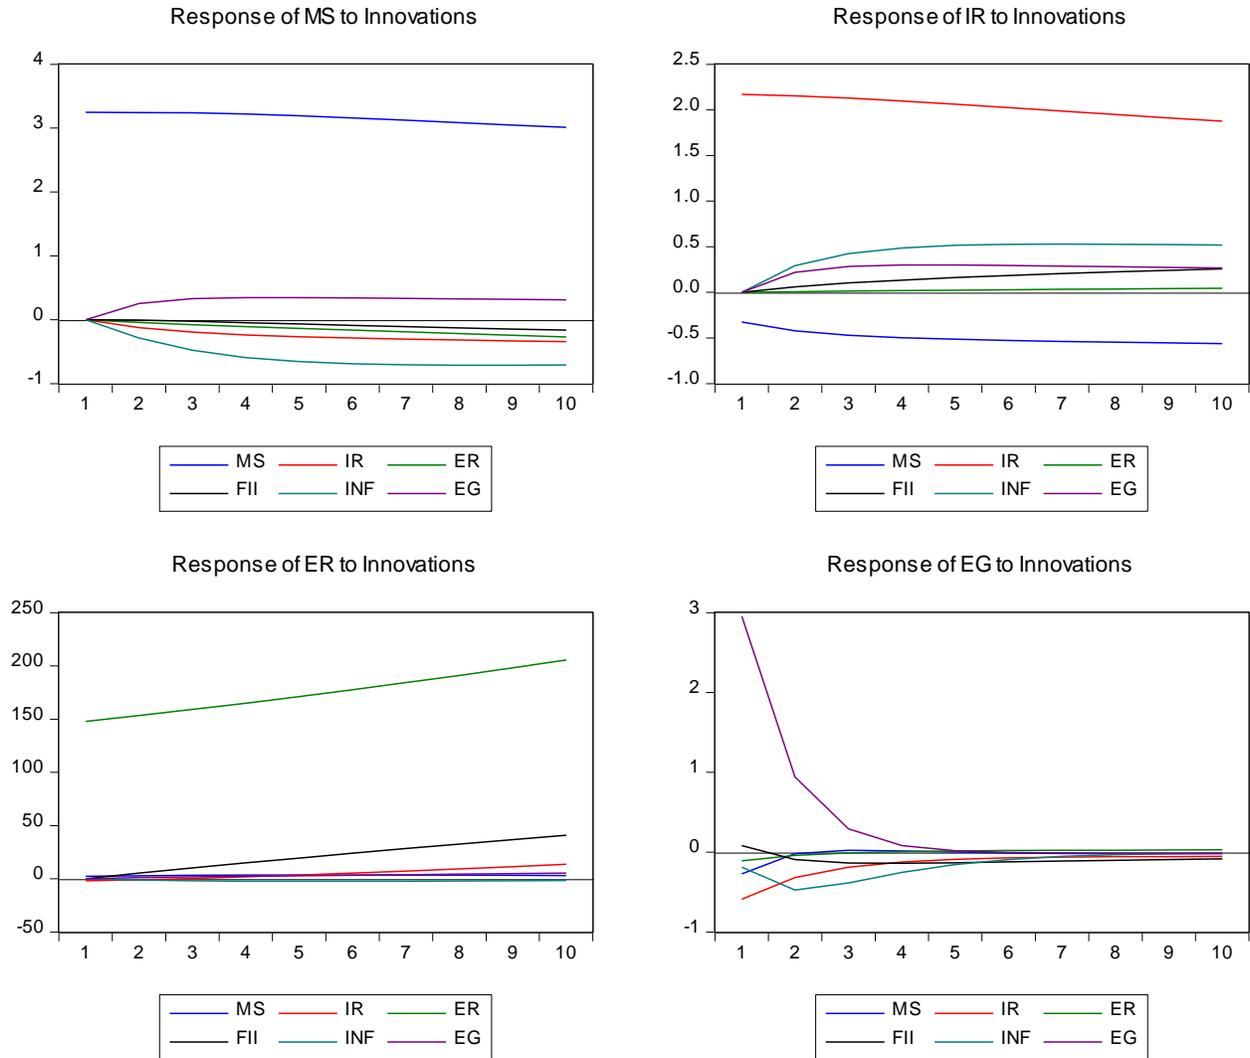 Response of MS to Innovations
4
3
2
1
0
-1
1 2 3 4 5 6 7 8 9 10
MS IR ER
FII INF EG
Response of IR to Innovations
2.5
2.0
1.5
1.0
0.5
0.0
-0.5
-1.0
1 2 3 4 5 6 7 8 9 10
MS IR ER
FII INF EG
Response of ER to Innovations
250
200
150
100
50
0
-50
1 2 3 4 5 6 7 8 9 10
MS IR ER
FII INF EG
Response of EG to Innovations
3
2
1
0
-1
1 2 3 4 5 6 7 8 9 10
MS IR ER
FII INF EG